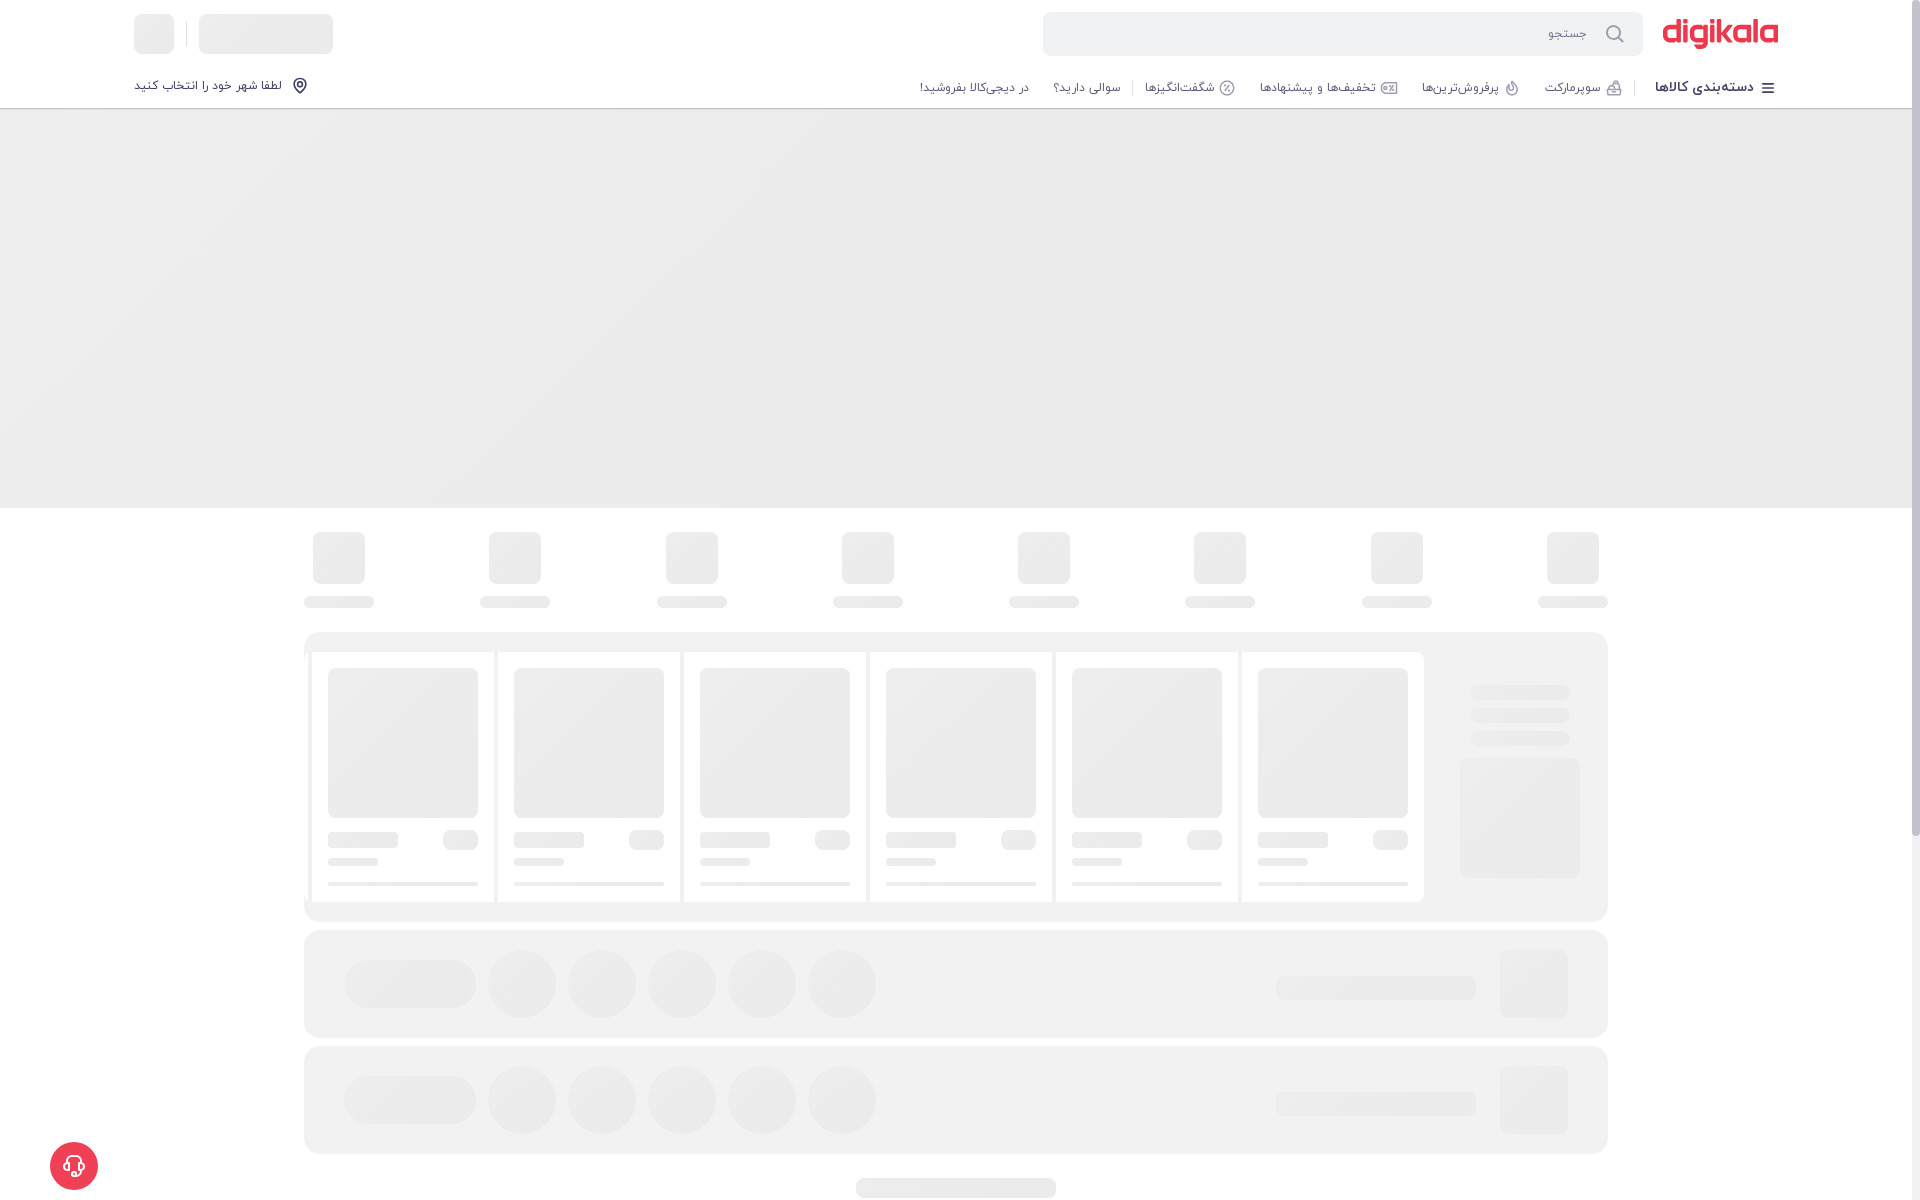 digikala
جستجو
دسته‌بندی کالاها
سوپرمارکت
پرفروش‌ترین‌ها
تخفیف‌ها و پیشنهادها
شگفت‌انگیزها
سوالی دارید؟
در دیجی‌کالا بفروشید!
لطفا شهر خود را انتخاب کنید